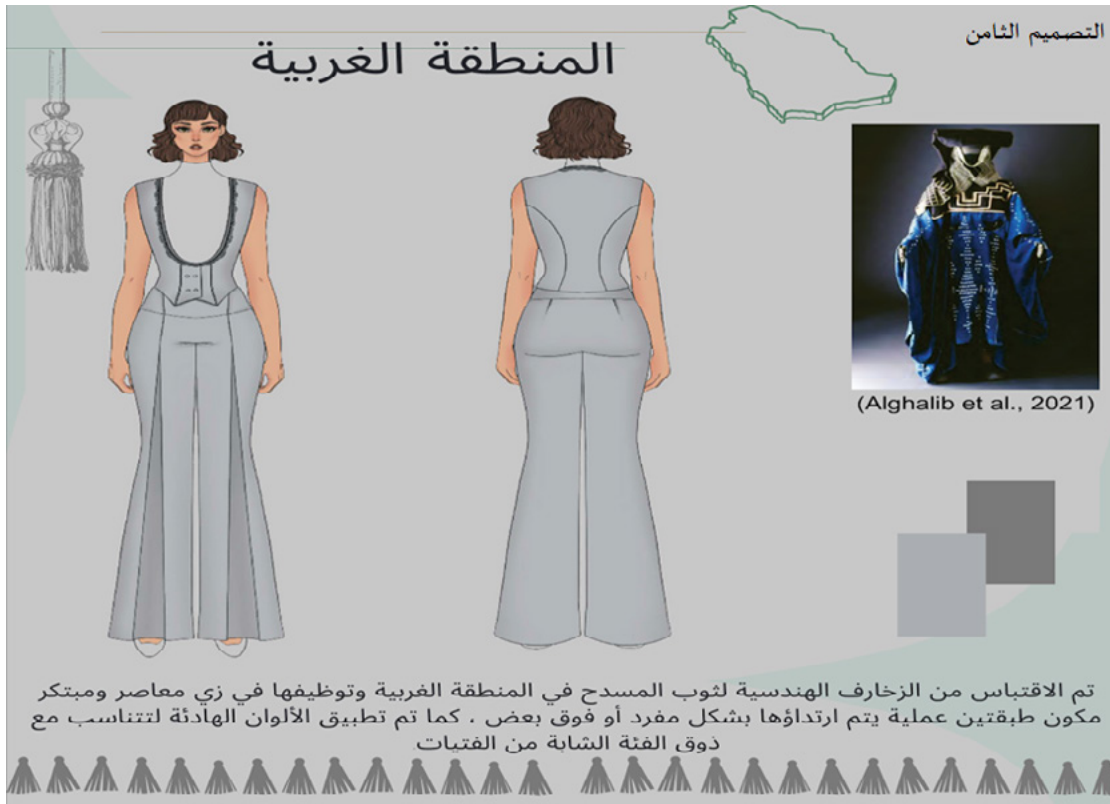 التصميم الثامن
المنطقة الغربية
(Alghalib et al., 2021)
تم الاقتباس من الزخارف الهندسية لثوب المسدح في المنطقة الغربية وتوظيفها في زي معاصر ومبتكر
مكون طبقتين عملية يتم ارتداؤها بشكل مفرد أو فوق بعض ، كما تم تطبيق الألوان الهادئة لتتناسب مع
ذوق الفئة الشابة من الفتيات